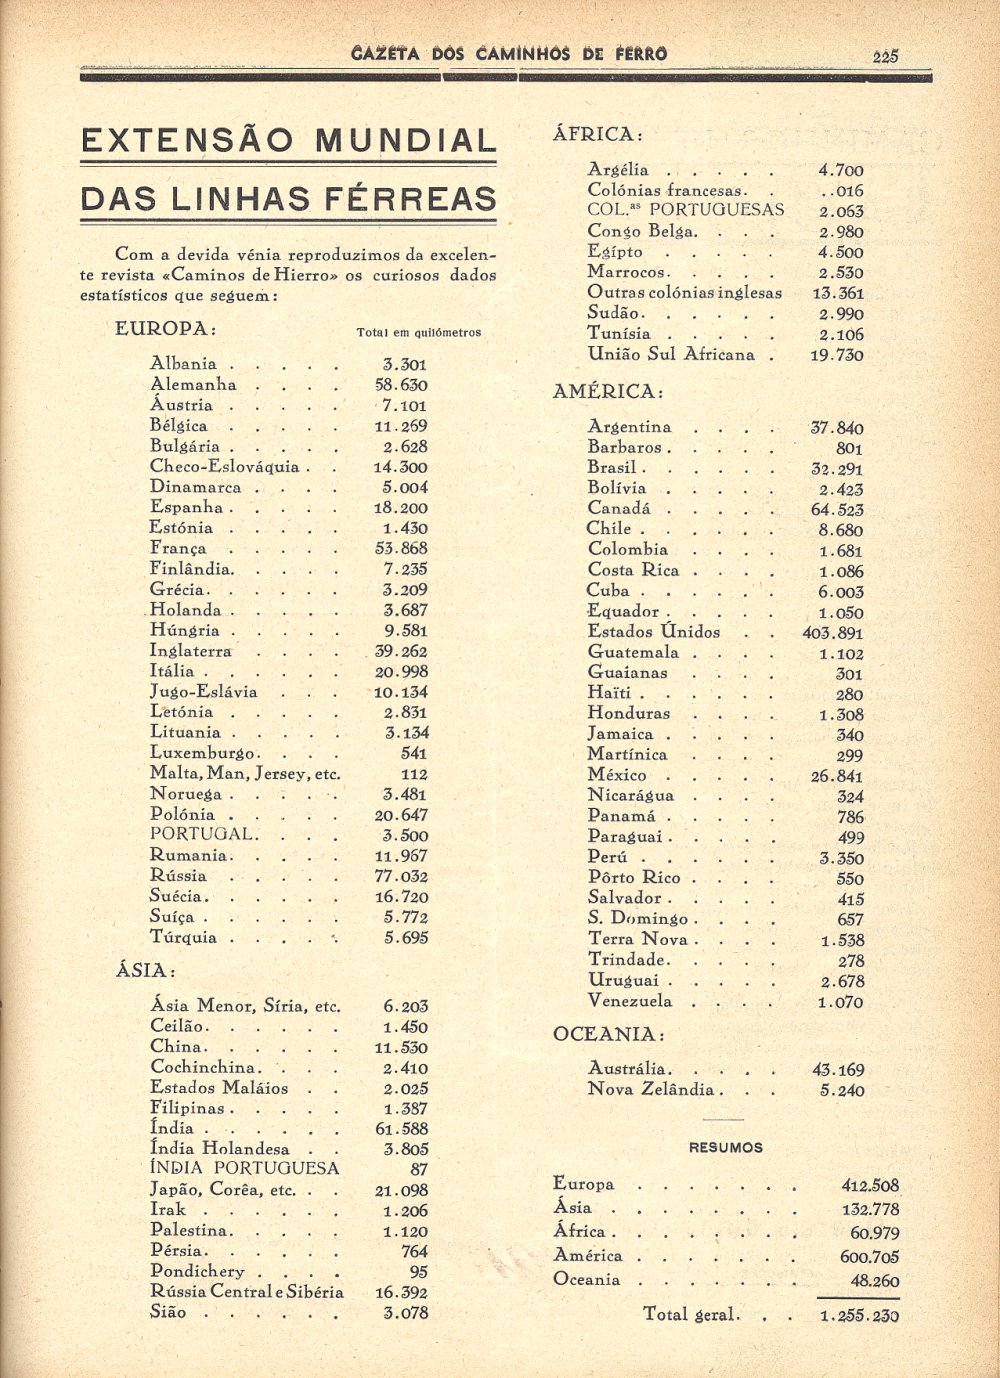 GAZETA DOS CAMINHOS DE FERRO
225
EXTENSÃO MUNDIAL
DAS LINHAS FÉRREAS
Com a devida vénia reproduzimos da excelen-
te revista «Caminos de Hierro» os curiosos dados
estatísticos que seguem:
EUROPA: Total em quilómetros
Albania . . . . . 3.301
Alemanha . . . . 58.630
Áustria . . . . . 7.101
Bélgica . . . . . 11.269
Bulgária . . . . . 2.628
Checo-Eslováquia . . 14.300
Dinamarca . . . . 5.004
Espanha . . . . . 18.200
Estónia . . . . . 1.430
França . . . . . 53.868
Finlândia. . . . . 7.235
Grécia. . . . . . 3.209
Holanda . . . . . 3.687
Húngria . . . . . 9.581
Inglaterra . . . . 39.262
Itália . . . . . . 20.998
Jugo-Eslávia . . . 10.134
Letónia . . . . . 2.831
Lituania . . . . . 3.134
Luxemburgo. . . . 541
Malta, Man, Jersey, etc. 112
Noruega . . . . . 3.481
Polónia . . . . . 20.647
PORTUGAL. . . . 3.500
Rumania. . . . . 11.967
Rússia . . . . . 77.032
Suécia. . . . . . 16.720
Suíça . . . . . . 5.772
Túrquia . . . . . 5.695
ÁSIA:
Ásia Menor, Síria, etc. 6.203
Ceilão. . . . . . 1.450
China. . . . . . 11.530
Cochinchina. . . . 2.410
Estados Maláios . . 2.025
Filipinas . . . . . 1.387
Índia . . . . . . 61.588
Índia Holandesa . . 3.805
ÍNDIA PORTUGUESA 87
Japão, Corêa, etc. . . 21.098
Irak . . . . . . 1.206
Palestina. . . . . 1.120
Pérsia. . . . . . 764
Pondichery . . . . 95
Rússia Central e Sibéria 16.392
Sião . . . . . . 3.078
ÁFRICA:
Argélia . . . . . 4.700
Colónias francesas. . ..016
COL.as PORTUGUESAS 2.063
Congo Belga. . . . 2.980
Egípto . . . . . 4.500
Marrocos. . . . . 2.530
Outras colónias inglesas 13.361
Sudão. . . . . . 2.990
Tunísia . . . . . 2.106
União Sul Africana . 19.730
AMÉRICA:
Argentina . . . . 37.840
Barbaros . . . . . 801
Brasil . . . . . . 32.291
Bolívia . . . . . 2.423
Canadá . . . . . 64.523
Chile . . . . . . 8.680
Colombia . . . . 1.681
Costa Rica . . . . 1.086
Cuba . . . . . . 6.003
Equador . . . . . 1.050
Estados Únidos . . 403.891
Guatemala . . . . 1.102
Guaianas . . . . 301
Haïti . . . . . . 280
Honduras . . . . 1.308
Jamaica . . . . . 340
Martínica . . . . 299
México . . . . . 26.841
Nicarágua . . . . 324
Panamá . . . . . 786
Paraguai . . . . . 499
Perú . . . . . . 3.350
Pôrto Rico . . . . 550
Salvador . . . . . 415
S. Domingo . . . . 657
Terra Nova . . . . 1.538
Trindade. . . . . 278
Uruguai . . . . . 2.678
Venezuela . . . . 1.070
OCEANIA:
Austrália. . . . . 43.169
Nova Zelândia . . . 5.240
RESUMOS
Europa . . . . . . . 412.508
Ásia . . . . . . . . 132.778
África . . . . . . . . 60.979
América . . . . . . . 600.705
Oceania . . . . . . . 48.260
Total geral. . . 1.255.230